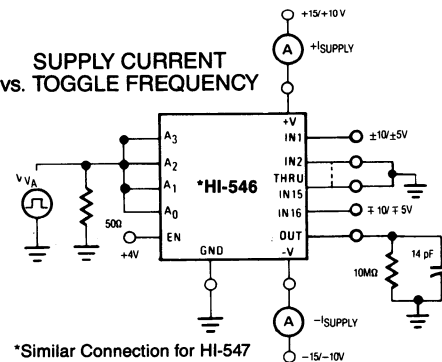 SUPPLY CURRENT
vs. TOGGLE FREQUENCY
+15/+10 V
A
+ISUPPLY
+V
A3
A2
A1
A0
EN
*HI-546
IN1
IN2
THRU
IN15
IN16
OUT
GND
-V
±10/±5V
∓10/∓5V
VA
50Ω
+4V
10MΩ
14 pF
A
-ISUPPLY
-15/-10V
*Similar Connection for HI-547